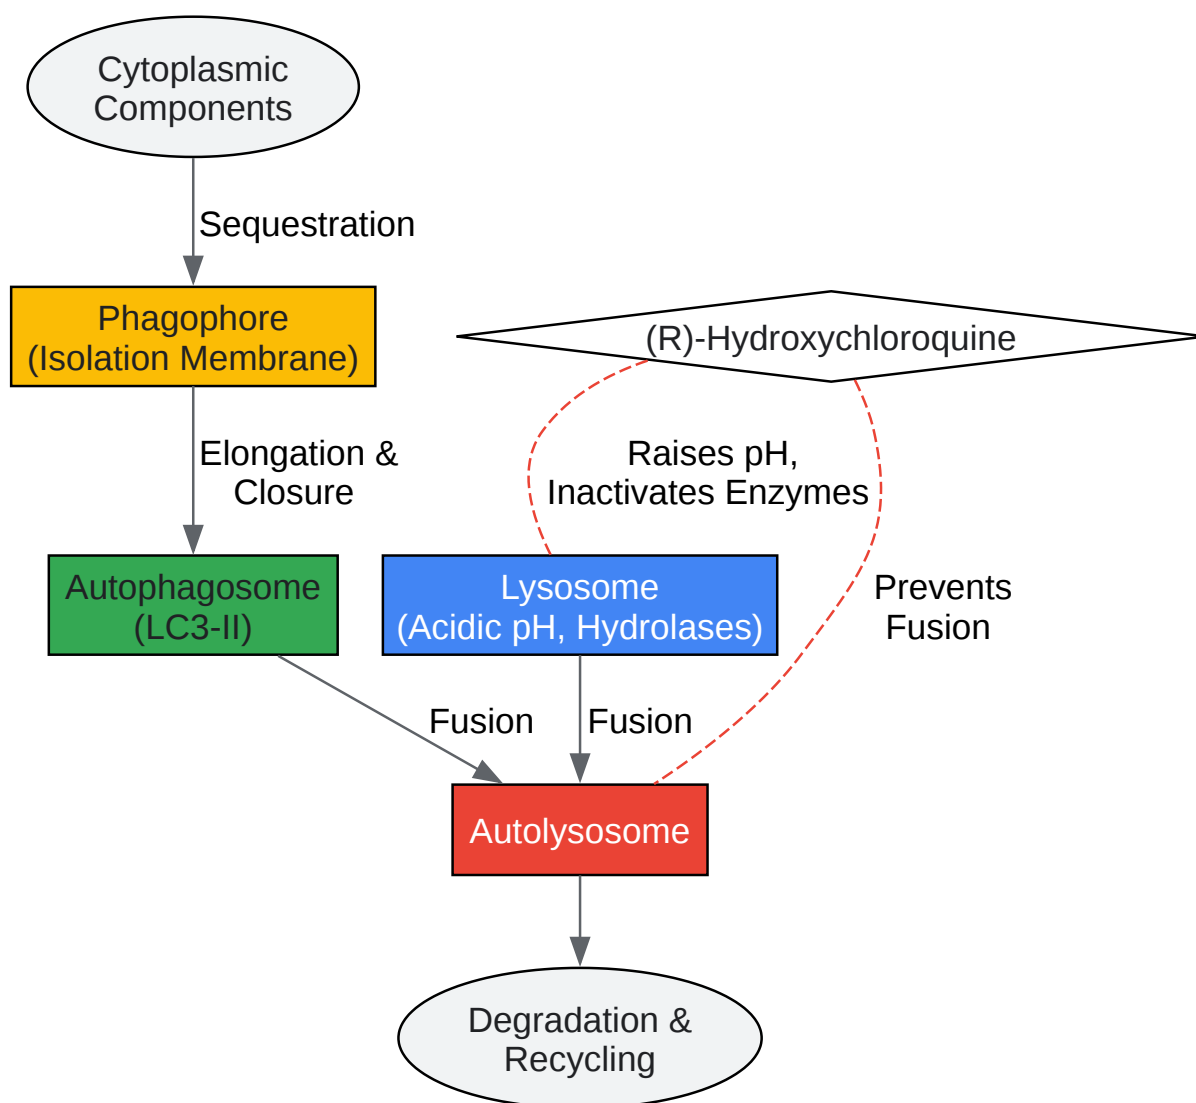 Cytoplasmic
Components
Sequestration
Phagophore
(Isolation Membrane)
(R)-Hydroxychloroquine
Elongation &
Closure
Raises pH,
Inactivates Enzymes
Autophagosome
(LC3-II)
Lysosome
(Acidic pH, Hydrolases)
Prevents
Fusion
Fusion
Fusion
Autolysosome
Degradation &
Recycling